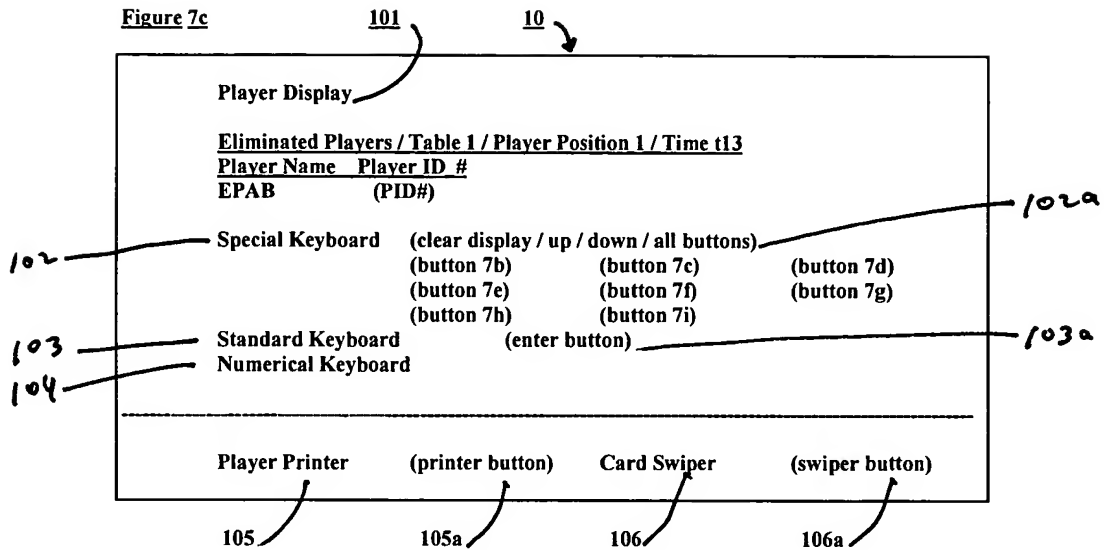 Figure 7c 101 10
Player Display
Eliminated Players / Table 1 / Player Position 1 / Time t13
Player Name Player ID #
EPAB (PID#)
102a
Special Keyboard (clear display / up / down / all buttons)
102
(button 7b) (button 7c) (button 7d)
(button 7e) (button 7f) (button 7g)
(button 7h) (button 7i)
103 Standard Keyboard (enter button) 103a
104 Numerical Keyboard
Player Printer (printer button) Card Swiper (swiper button)
105 105a 106 106a